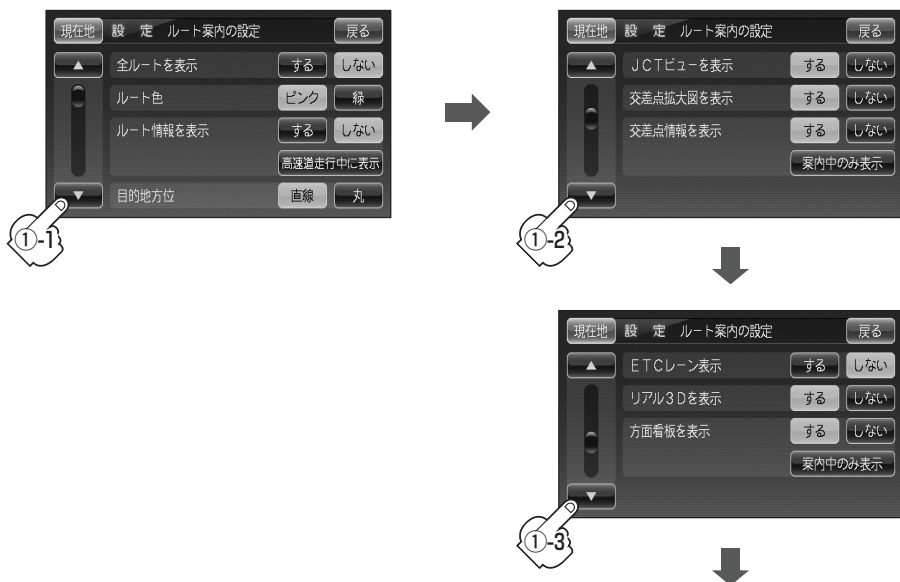 現在地 設 定 ルート案内の設定 戻る
▲ 全ルートを表示 する しない
ルート色 ピンク 緑
ルート情報を表示 する しない
高速道走行中に表示
▼ 目的地方位 直線 丸
①-1
現在地 設 定 ルート案内の設定 戻る
▲ JCTビューを表示 する しない
交差点拡大図を表示 する しない
交差点情報を表示 する しない
案内中のみ表示
▼
①-2
現在地 設 定 ルート案内の設定 戻る
▲ ETCレーン表示 する しない
リアル3Dを表示 する しない
方面看板を表示 する しない
案内中のみ表示
▼
①-3